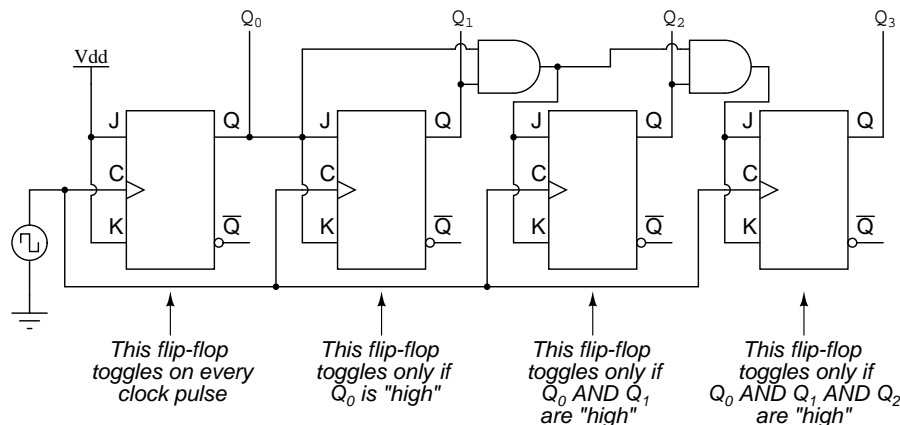 Q0 Q1 Q2 Q3
Vdd
J Q J Q J Q J Q
C C C C
K Q̅ K Q̅ K Q̅ K Q̅
This flip-flop
toggles on every
clock pulse
This flip-flop
toggles only if
Q0 is "high"
This flip-flop
toggles only if
Q0 AND Q1
are "high"
This flip-flop
toggles only if
Q0 AND Q1 AND Q2
are "high"